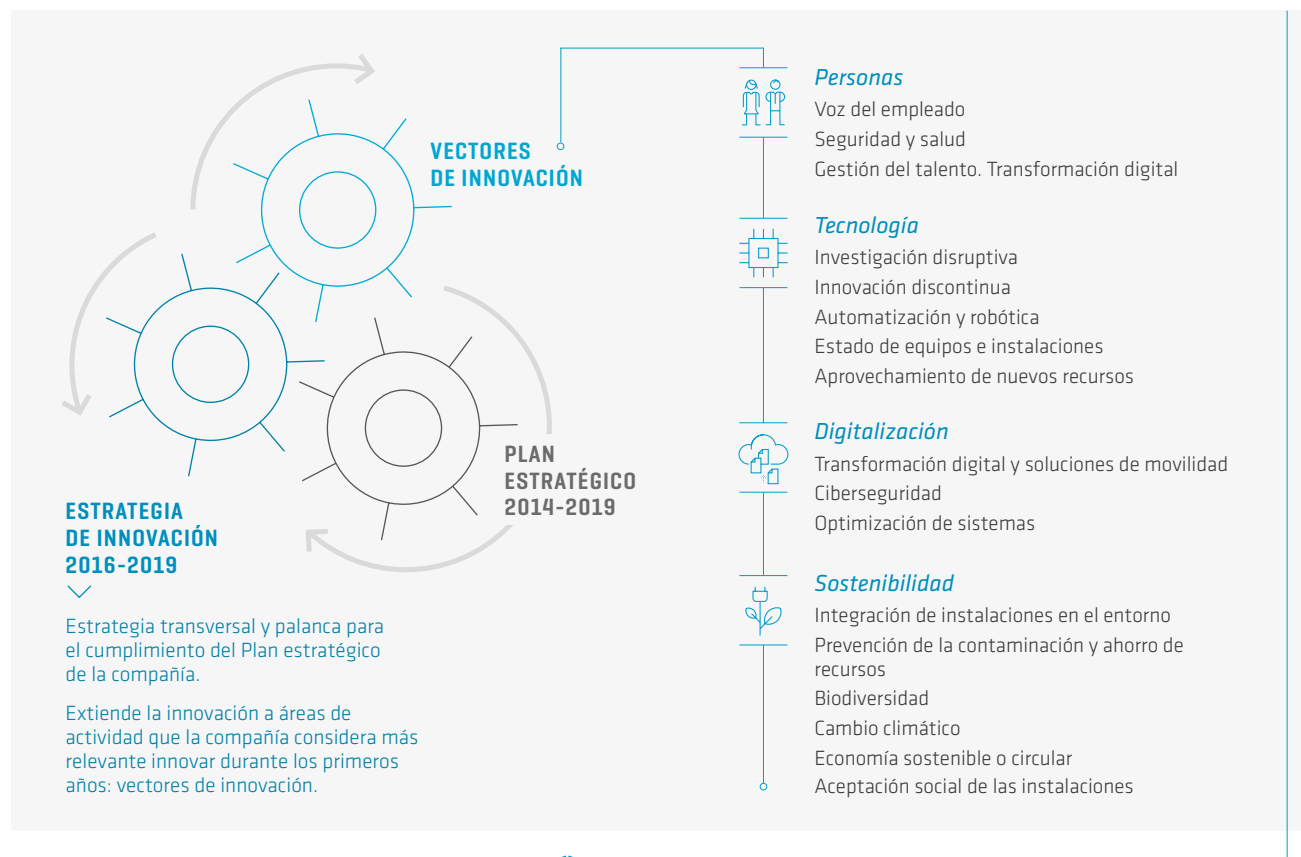 VECTORES
DE INNOVACIÓN
PLAN
ESTRATÉGICO
2014-2019
ESTRATEGIA
DE INNOVACIÓN
2016-2019
Estrategia transversal y palanca para
el cumplimiento del Plan estratégico
de la compañía.
Extiende la innovación a áreas de
actividad que la compañía considera más
relevante innovar durante los primeros
años: vectores de innovación.
Personas
Voz del empleado
Seguridad y salud
Gestión del talento. Transformación digital
Tecnología
Investigación disruptiva
Innovación discontinua
Automatización y robótica
Estado de equipos e instalaciones
Aprovechamiento de nuevos recursos
Digitalización
Transformación digital y soluciones de movilidad
Ciberseguridad
Optimización de sistemas
Sostenibilidad
Integración de instalaciones en el entorno
Prevención de la contaminación y ahorro de
recursos
Biodiversidad
Cambio climático
Economía sostenible o circular
Aceptación social de las instalaciones